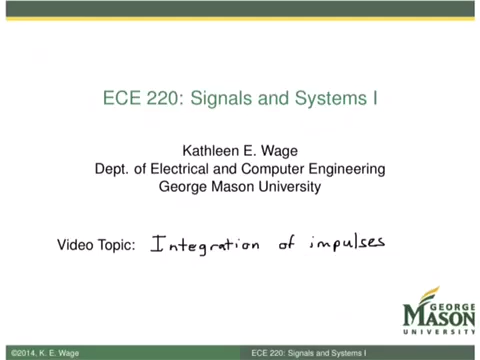 ECE 220: Signals and Systems I
Kathleen E. Wage
Dept. of Electrical and Computer Engineering
George Mason University
Video Topic: Integration of impulses
GEORGE
MASON
UNIVERSITY
©2014, K. E. Wage ECE 220: Signals and Systems I